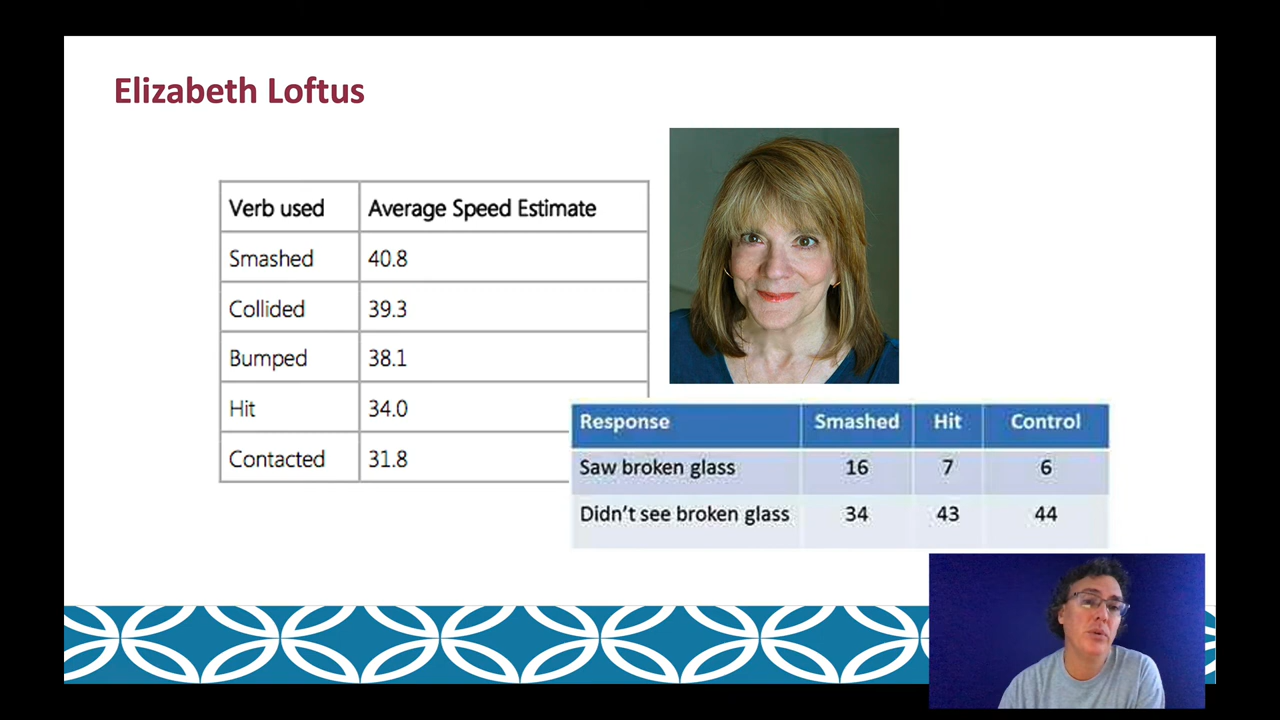 Elizabeth Loftus
Verb used Average Speed Estimate
Smashed 40.8
Collided 39.3
Bumped 38.1
Hit 34.0
Contacted 31.8
Response Smashed Hit Control
Saw broken glass 16 7 6
Didn't see broken glass 34 43 44